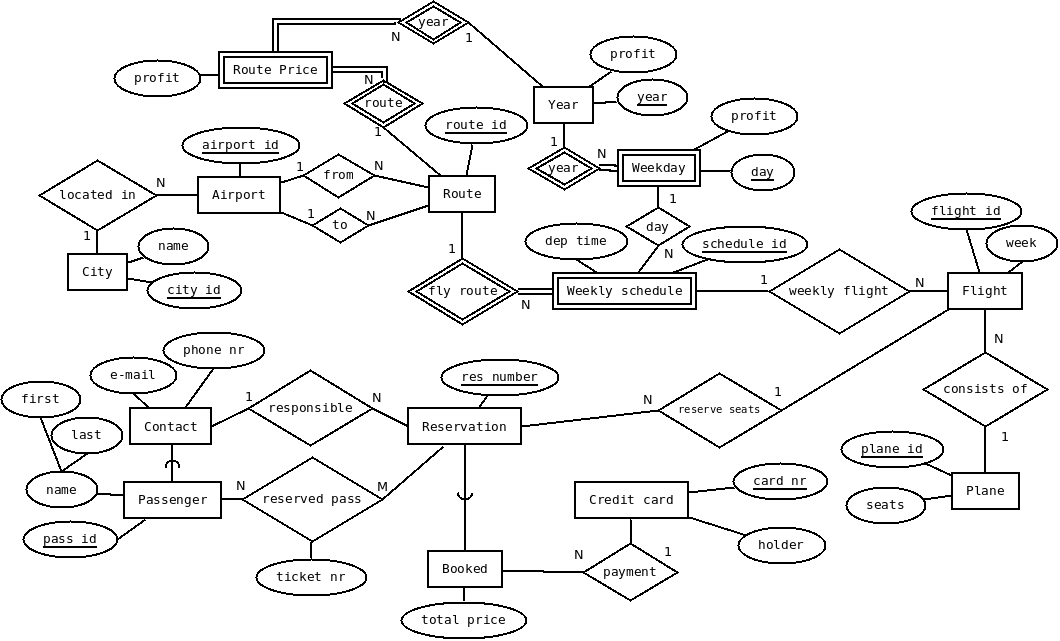 year
N
1
Route Price
profit
N
route
1
profit
Year
year
route id
profit
1
year
N
Weekday
day
airport id
located in
N
Airport
1
from
N
Route
1
to
N
1
day
1
City
name
city id
1
fly route
N
dep time
N
schedule id
Weekly schedule
1
weekly flight
N
flight id
week
Flight
phone nr
e-mail
first
last
Contact
1
responsible
N
res number
Reservation
N
reserve seats
1
N
consists of
1
plane id
seats
Plane
name
Passenger
pass id
N
reserved pass
M
ticket nr
Credit card
card nr
holder
Booked
N
payment
1
total price